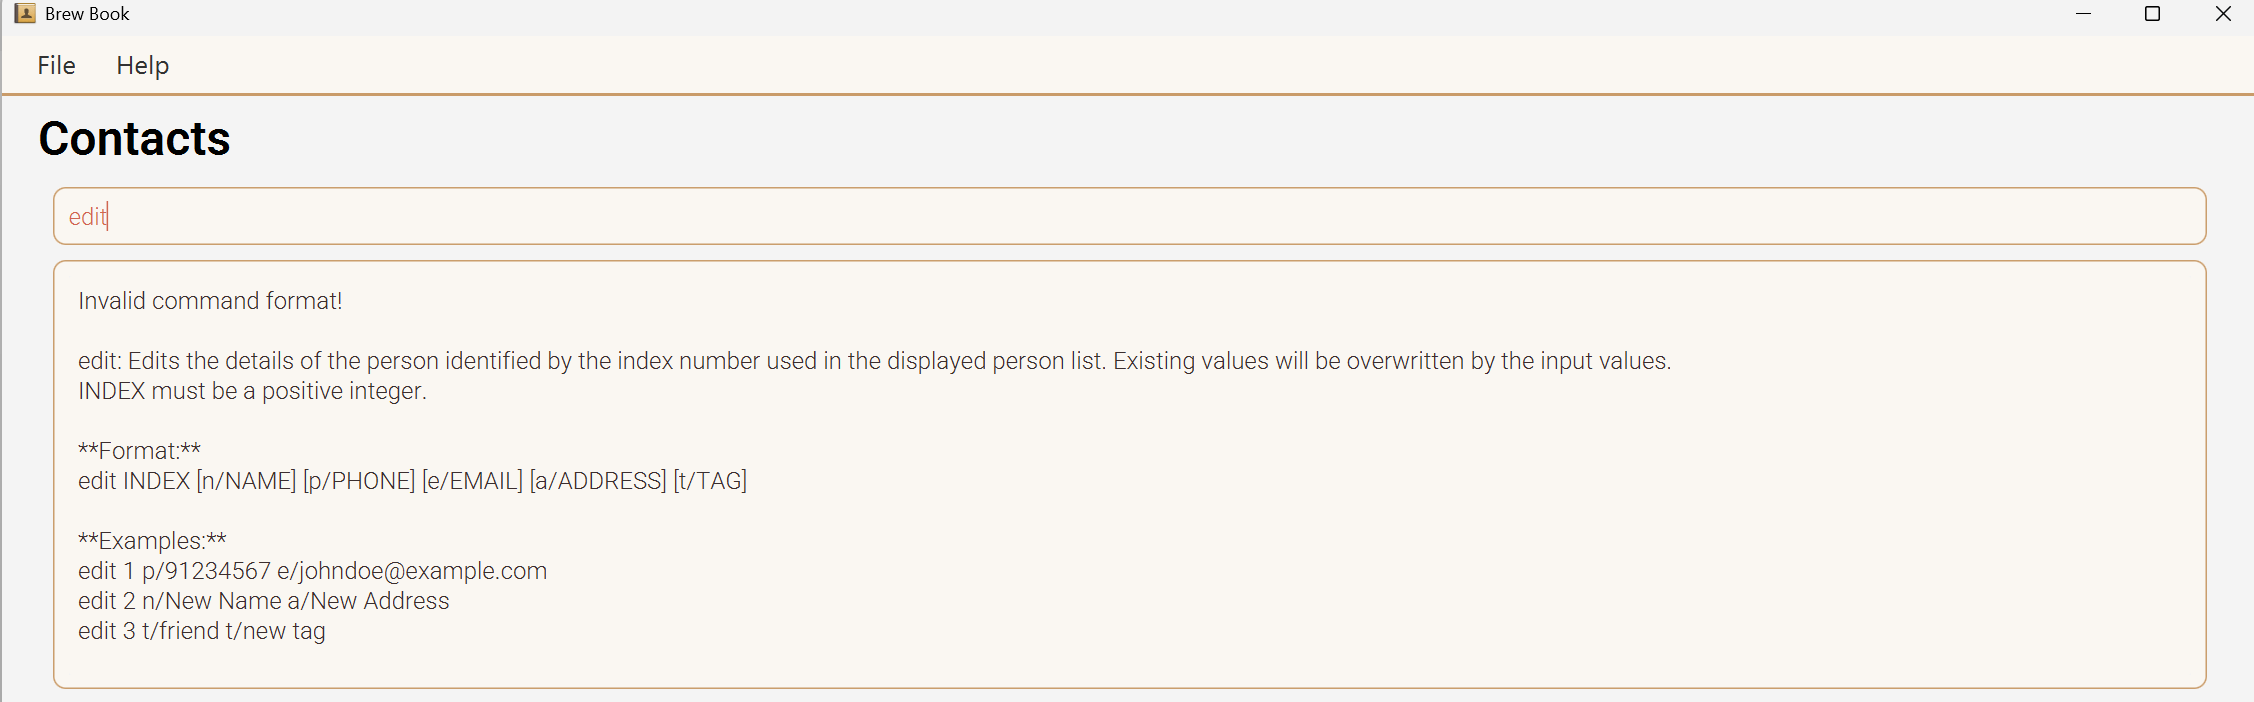 Brew Book
File Help
Contacts
edit
Invalid command format!
edit: Edits the details of the person identified by the index number used in the displayed person list. Existing values will be overwritten by the input values.
INDEX must be a positive integer.
**Format:**
edit INDEX [n/NAME] [p/PHONE] [e/EMAIL] [a/ADDRESS] [t/TAG]
**Examples:**
edit 1 p/91234567 e/johndoe@example.com
edit 2 n/New Name a/New Address
edit 3 t/friend t/new tag